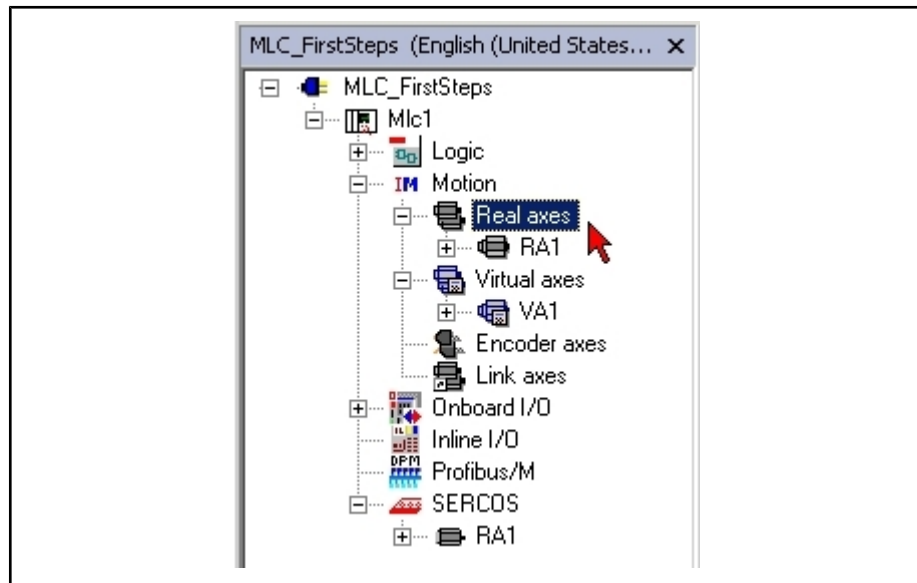 MLC_FirstSteps (English (United States...
MLC_FirstSteps
Mlc1
Logic
IM Motion
Real axes
RA1
Virtual axes
VA1
Encoder axes
Link axes
Onboard I/O
Inline I/O
DPM
Profibus/M
SERCOS
RA1